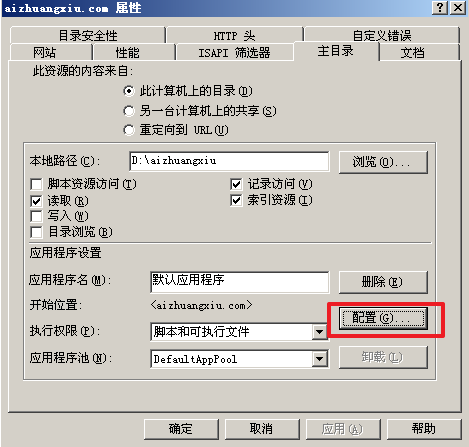 aizhuangxiu.com 属性
目录安全性 HTTP 头 自定义错误
网站 性能 ISAPI 筛选器 主目录 文档
此资源的内容来自:
此计算机上的目录(D)
另一台计算机上的共享(S)
重定向到 URL(U)
本地路径(C): D:\aizhuangxiu 浏览(O)...
脚本资源访问(T) 记录访问(V)
读取(R) 索引资源(I)
写入(W)
目录浏览(B)
应用程序设置
应用程序名(M): 默认应用程序 删除(E)
开始位置: <aizhuangxiu.com>
配置(G)...
执行权限(P): 脚本和可执行文件
应用程序池(N): DefaultAppPool 卸载(L)
确定 取消 应用(A) 帮助